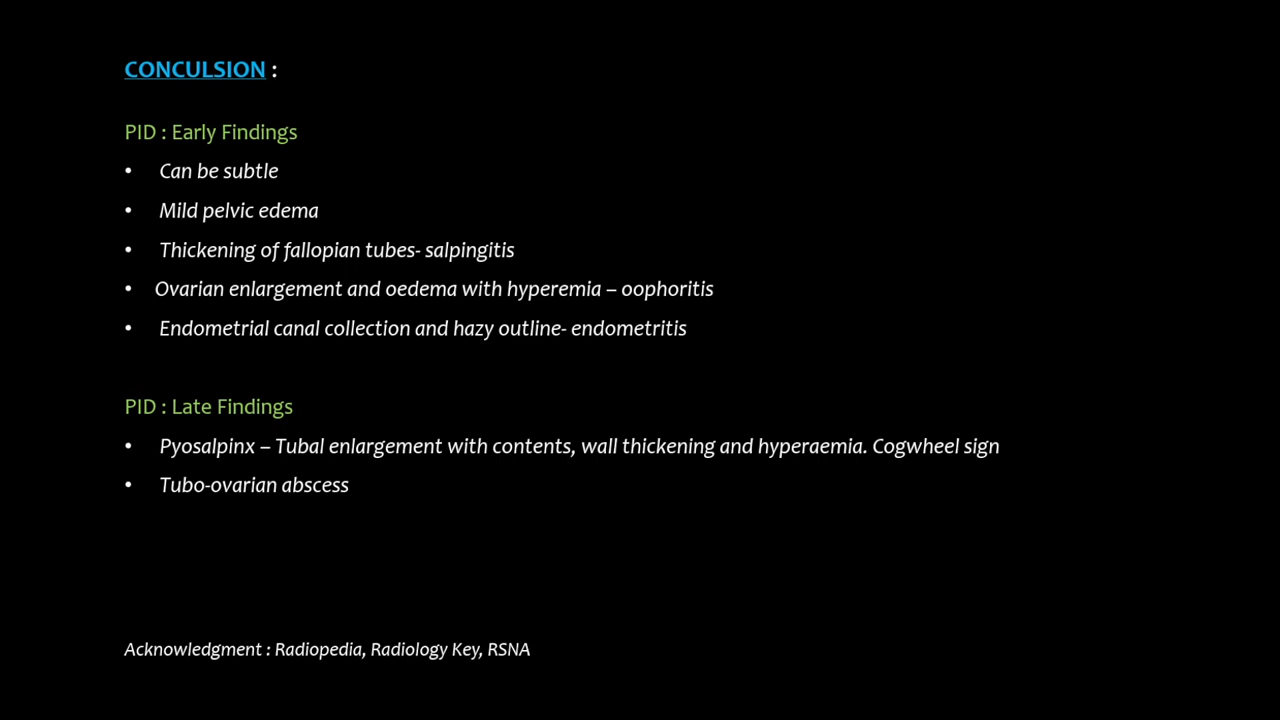 CONCULSION :
PID : Early Findings
• Can be subtle
• Mild pelvic edema
• Thickening of fallopian tubes- salpingitis
• Ovarian enlargement and oedema with hyperemia – oophoritis
• Endometrial canal collection and hazy outline- endometritis
PID : Late Findings
• Pyosalpinx – Tubal enlargement with contents, wall thickening and hyperaemia. Cogwheel sign
• Tubo-ovarian abscess
Acknowledgment : Radiopedia, Radiology Key, RSNA